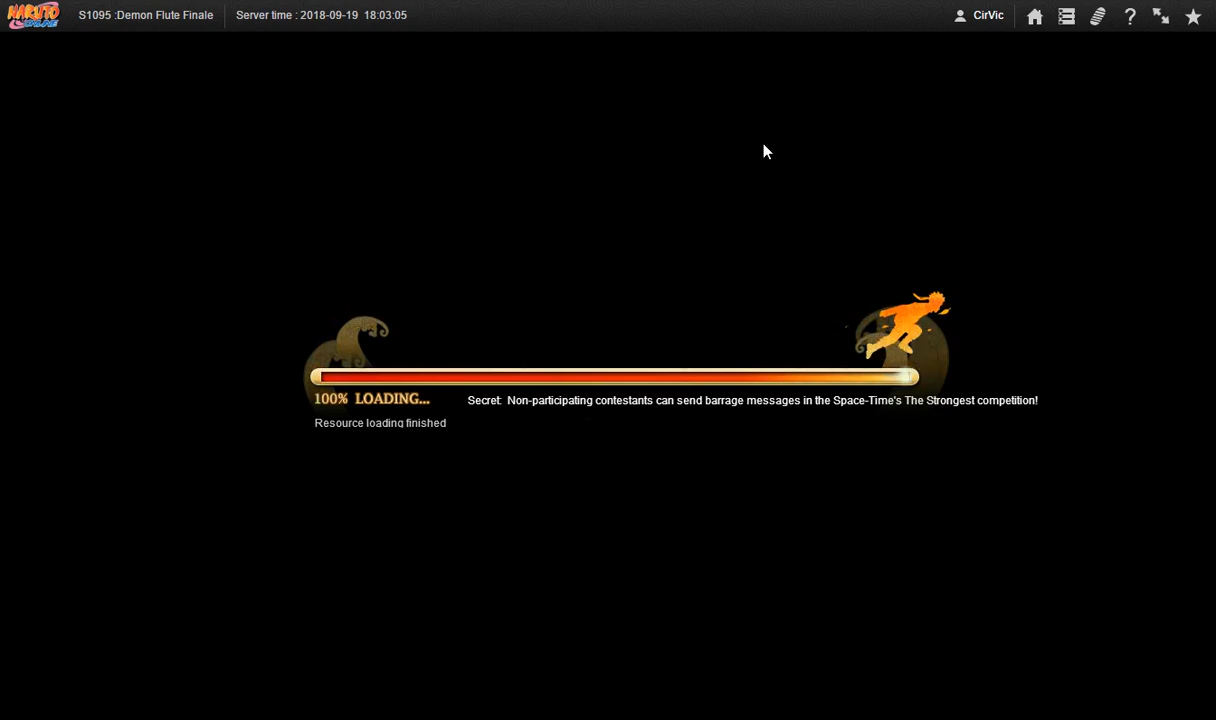 NARUTO ONLINE
S1095 :Demon Flute Finale
Server time : 2018-09-19 18:03:05
CirVic
?
100% LOADING...
Secret: Non-participating contestants can send barrage messages in the Space-Time's The Strongest competition!
Resource loading finished